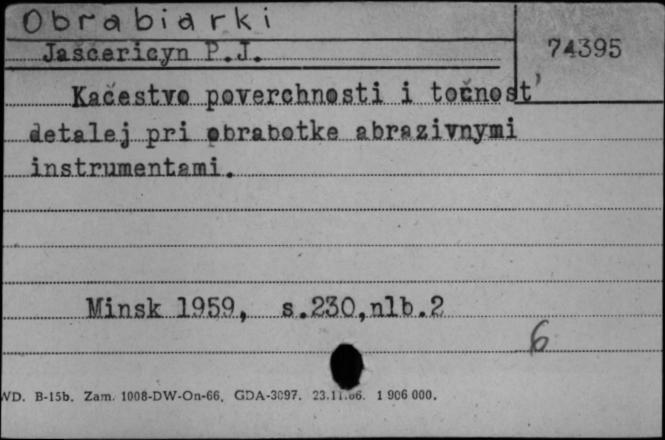 Obrabiarki
Jaščericyn P.J. 74395
Kačestvo poverchnosti i točnost'
detalej pri obrabotke abrazivnymi
instrumentami.
Minsk 1959, s.230,nlb.2
6
WD. B-15b. Zam. 1008-DW-On-66. GDA-3097. 23.11.66. 1 906 000.